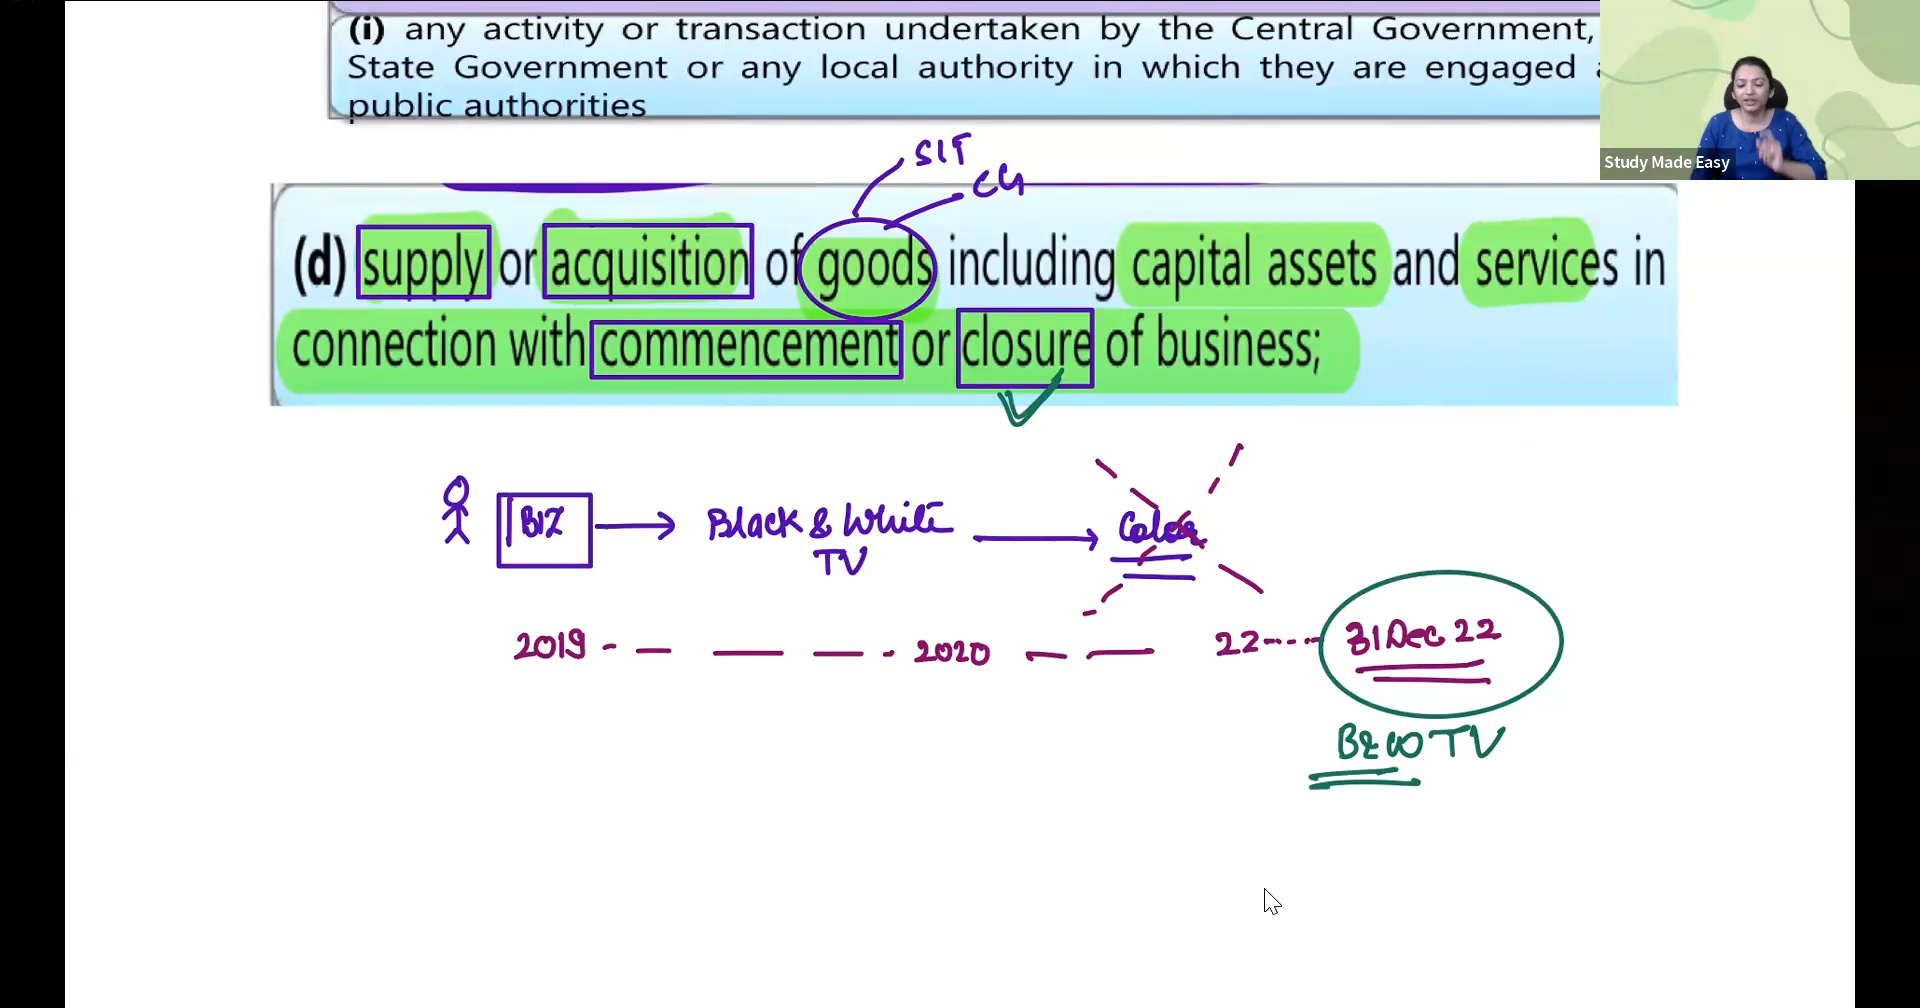 (i) any activity or transaction undertaken by the Central Government,
State Government or any local authority in which they are engaged a
public authorities
Study Made Easy
SIT
CG
(d) supply or acquisition of goods including capital assets and services in
connection with commencement or closure of business;
BIZ Black & White Color
TV
2019 2020 22 31 Dec 22
B&W TV